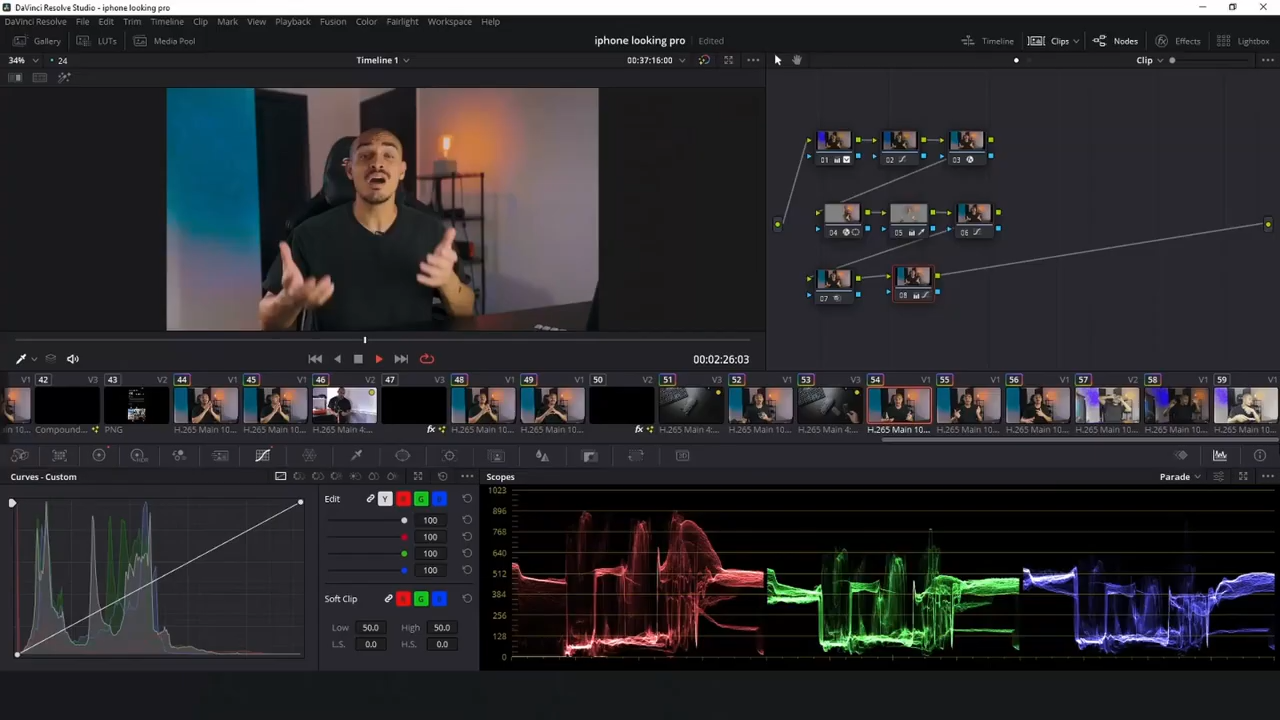 DaVinci Resolve Studio - iphone looking pro
DaVinci Resolve File Edit Trim Timeline Clip Mark View Playback Fusion Color Fairlight Workspace Help
Gallery LUTs Media Pool iphone looking pro Edited Timeline Clips Nodes Effects Lightbox
34% 24 Timeline 1 00:37:16:00 Clip
01 02 03
04 05 06
07 08
00:02:26:03
V1 42 V3 43 44 V1 45 V1 46 V2 47 48 V1 49 V1 50 51 V3 52 V1 53 V3 54 V1 55 V1 56 V1 57 V2 58 V1 59 V1
fx fx
H.265 Main 10... Compound... PNG H.265 Main 10... H.265 Main 10... H.265 Main 4:... H.265 Main 10... H.265 Main 10... H.265 Main 4:... H.265 Main 10... H.265 Main 4:... H.265 Main 10... H.265 Main 10... H.265 Main 10... H.265 Main 10... H.265 Main 10... H.265 Main 10...
Curves - Custom Scopes Parade
Edit Y R G B
100
100
100
100
Soft Clip R G B
Low 50.0 High 50.0
L.S. 0.0 H.S. 0.0
1023
896
768
640
512
384
256
128
0